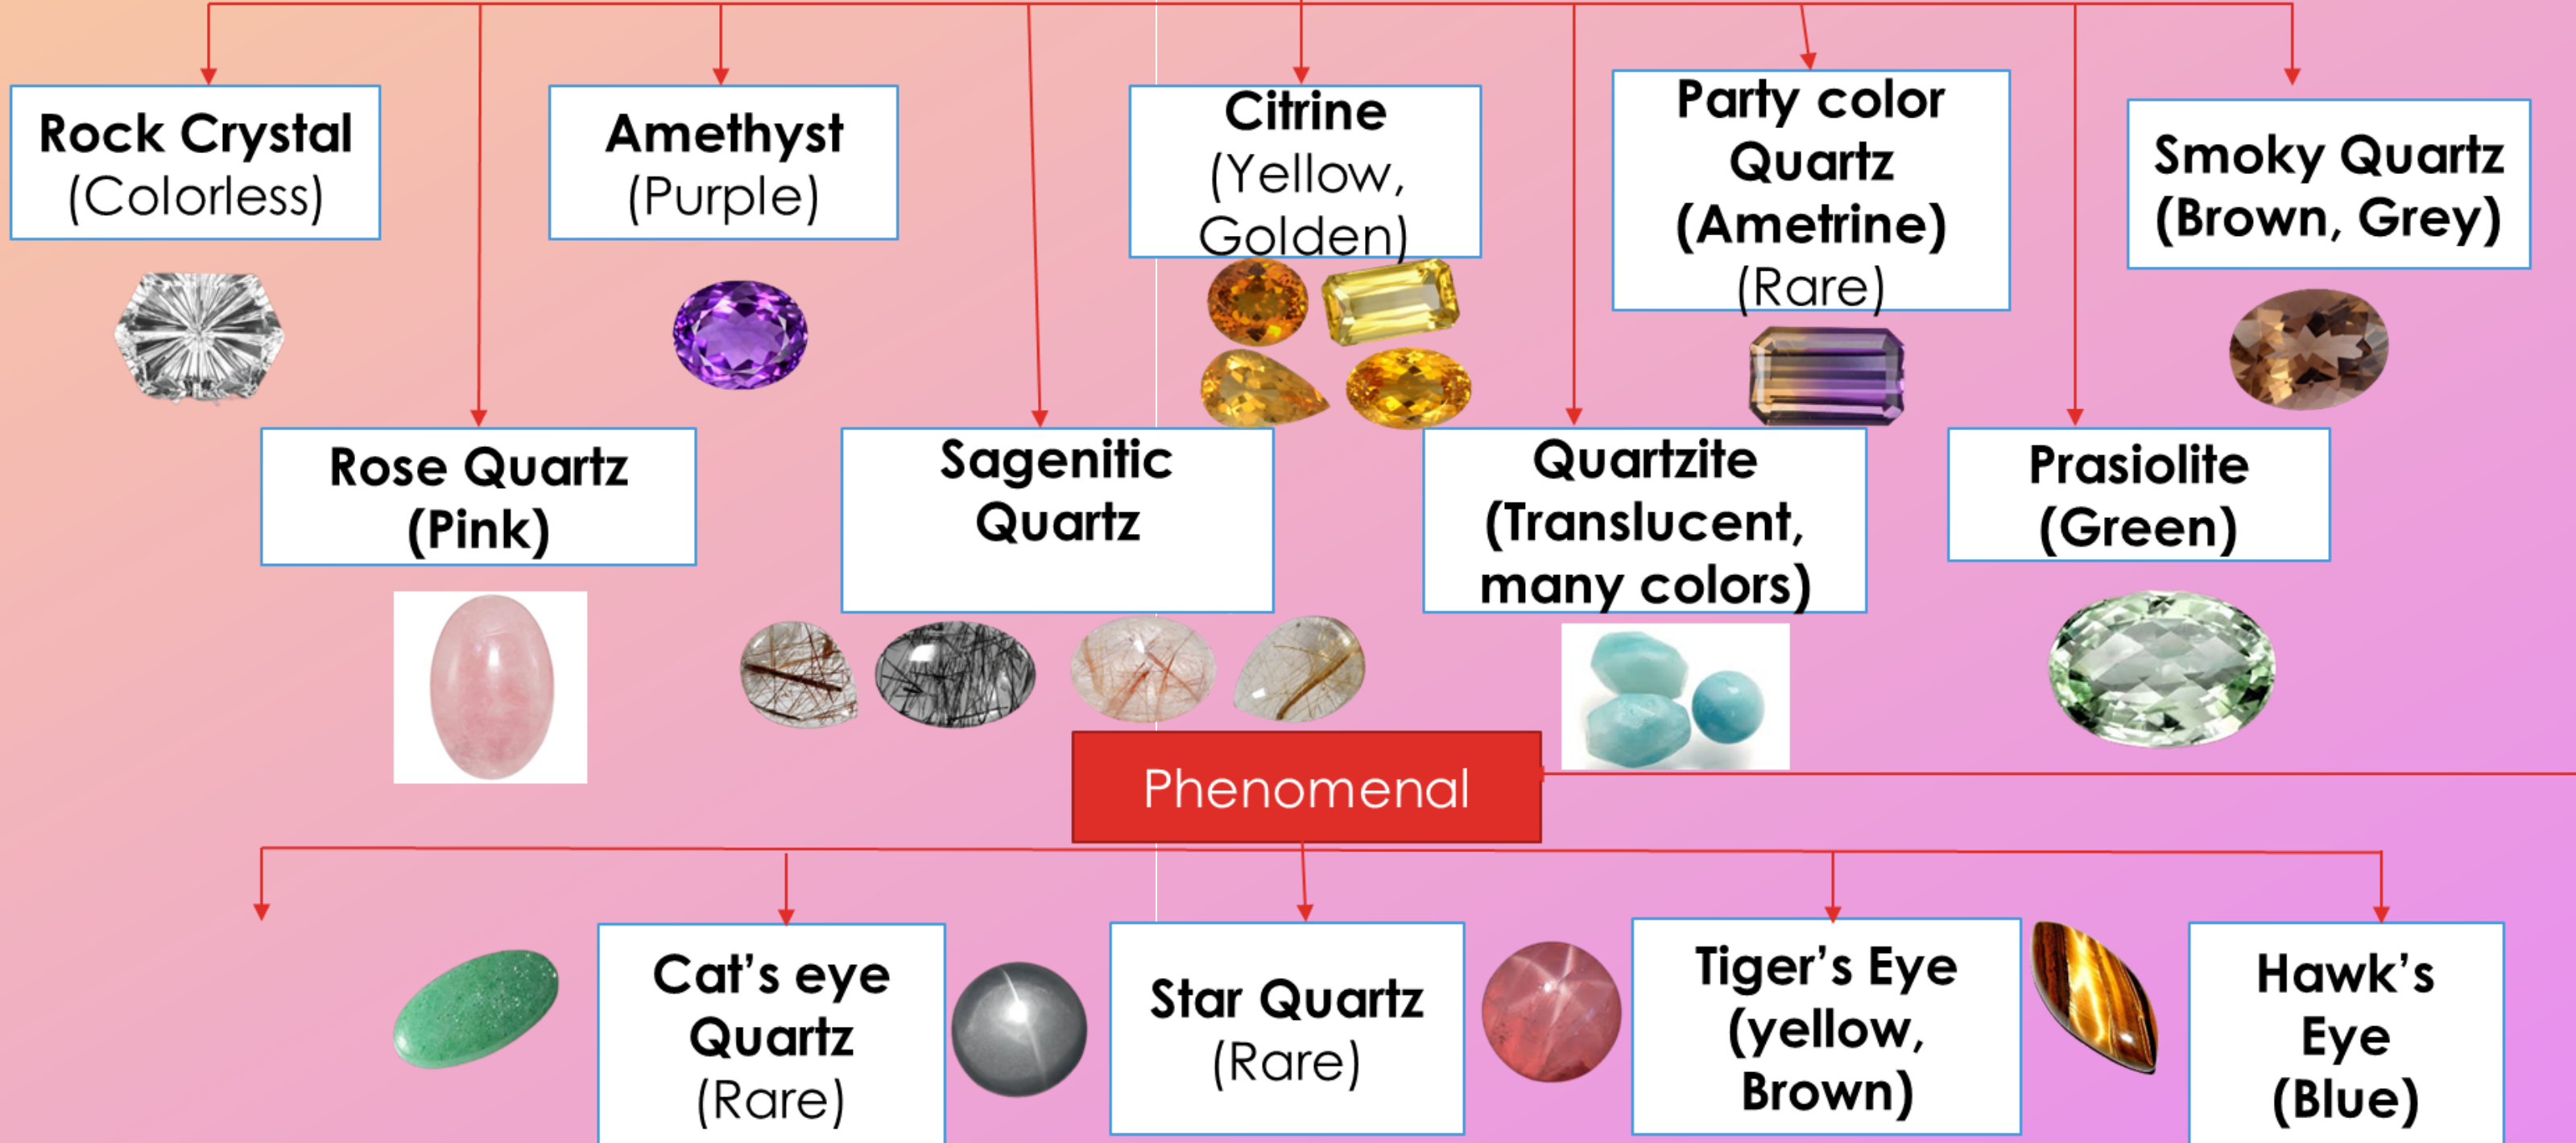 Rock Crystal
(Colorless)
Amethyst
(Purple)
Citrine
(Yellow,
Golden)
Party color
Quartz
(Ametrine)
(Rare)
Smoky Quartz
(Brown, Grey)
Rose Quartz
(Pink)
Sagenitic
Quartz
Quartzite
(Translucent,
many colors)
Prasiolite
(Green)
Phenomenal
Cat's eye
Quartz
(Rare)
Star Quartz
(Rare)
Tiger's Eye
(yellow,
Brown)
Hawk's
Eye
(Blue)